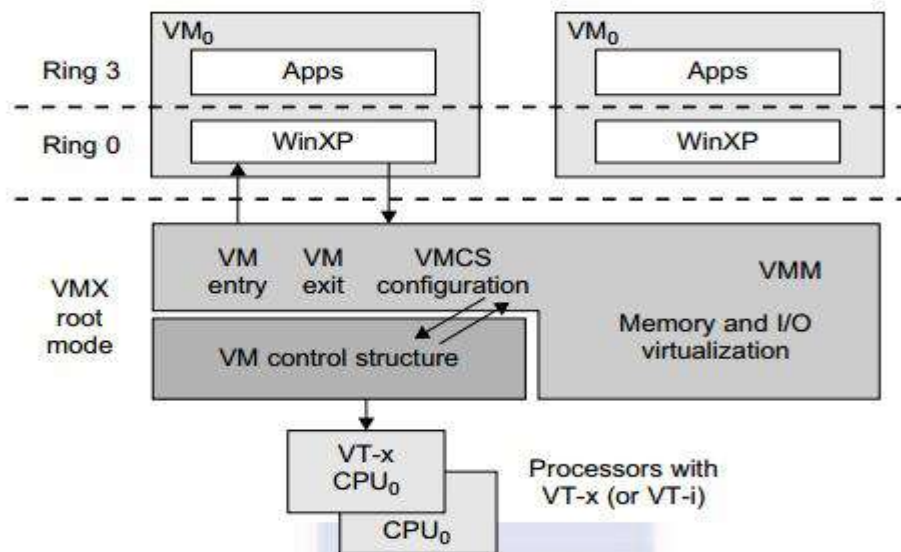 VM0
VM0
Ring 3
Apps
Apps
Ring 0
WinXP
WinXP
VM
entry
VM
exit
VMCS
configuration
VMM
VMX
root
mode
Memory and I/O
virtualization
VM control structure
VT-x
CPU0
Processors with
VT-x (or VT-i)
CPU0